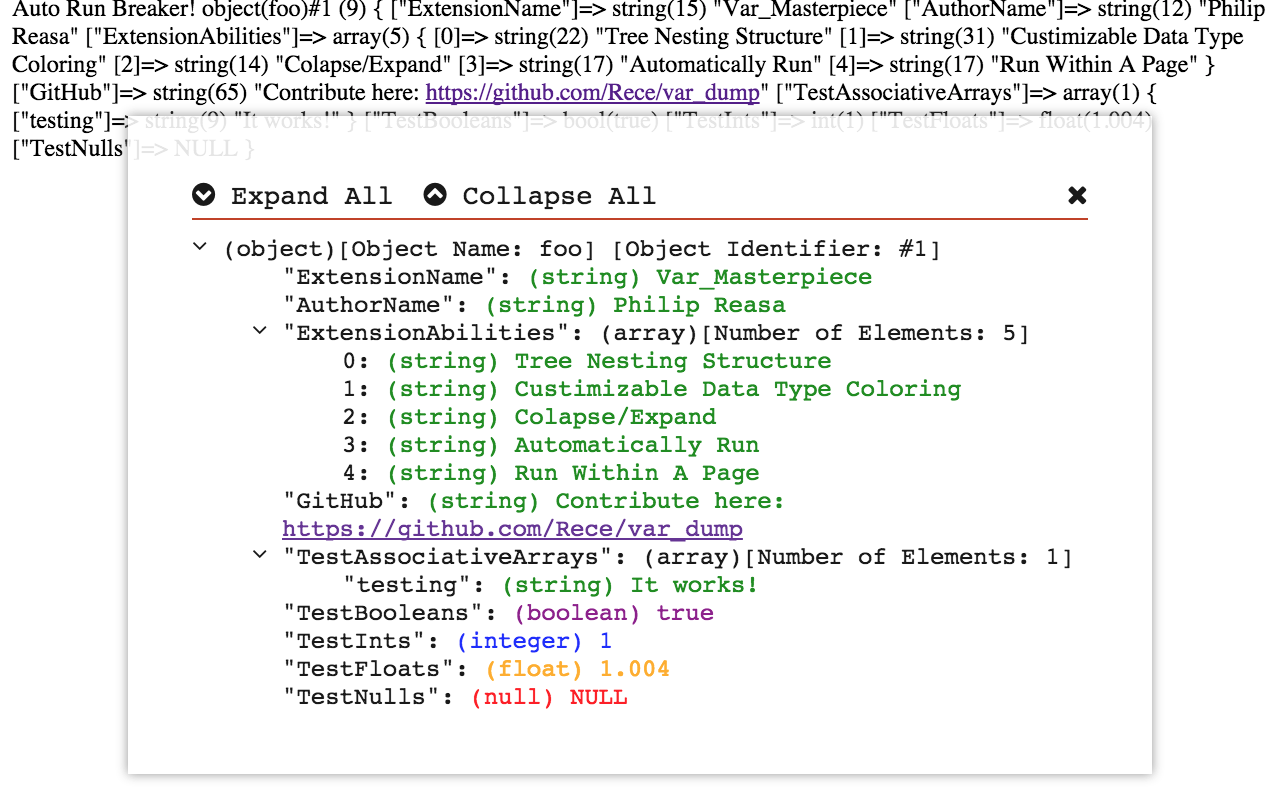 Auto Run Breaker! object(foo)#1 (9) { ["ExtensionName"]=> string(15) "Var_Masterpiece" ["AuthorName"]=> string(12) "Philip
Reasa" ["ExtensionAbilities"]=> array(5) { [0]=> string(22) "Tree Nesting Structure" [1]=> string(31) "Custimizable Data Type
Coloring" [2]=> string(14) "Colapse/Expand" [3]=> string(17) "Automatically Run" [4]=> string(17) "Run Within A Page" }
["GitHub"]=> string(65) "Contribute here: https://github.com/Rece/var_dump" ["TestAssociativeArrays"]=> array(1) {
["testing"]=> string(9) "It works!" } ["TestBooleans"]=> bool(true) ["TestInts"]=> int(1) ["TestFloats"]=> float(1.004)
["TestNulls"]=> NULL }
Expand All Collapse All
(object)[Object Name: foo] [Object Identifier: #1]
"ExtensionName": (string) Var_Masterpiece
"AuthorName": (string) Philip Reasa
"ExtensionAbilities": (array)[Number of Elements: 5]
0: (string) Tree Nesting Structure
1: (string) Custimizable Data Type Coloring
2: (string) Colapse/Expand
3: (string) Automatically Run
4: (string) Run Within A Page
"GitHub": (string) Contribute here:
https://github.com/Rece/var_dump
"TestAssociativeArrays": (array)[Number of Elements: 1]
"testing": (string) It works!
"TestBooleans": (boolean) true
"TestInts": (integer) 1
"TestFloats": (float) 1.004
"TestNulls": (null) NULL